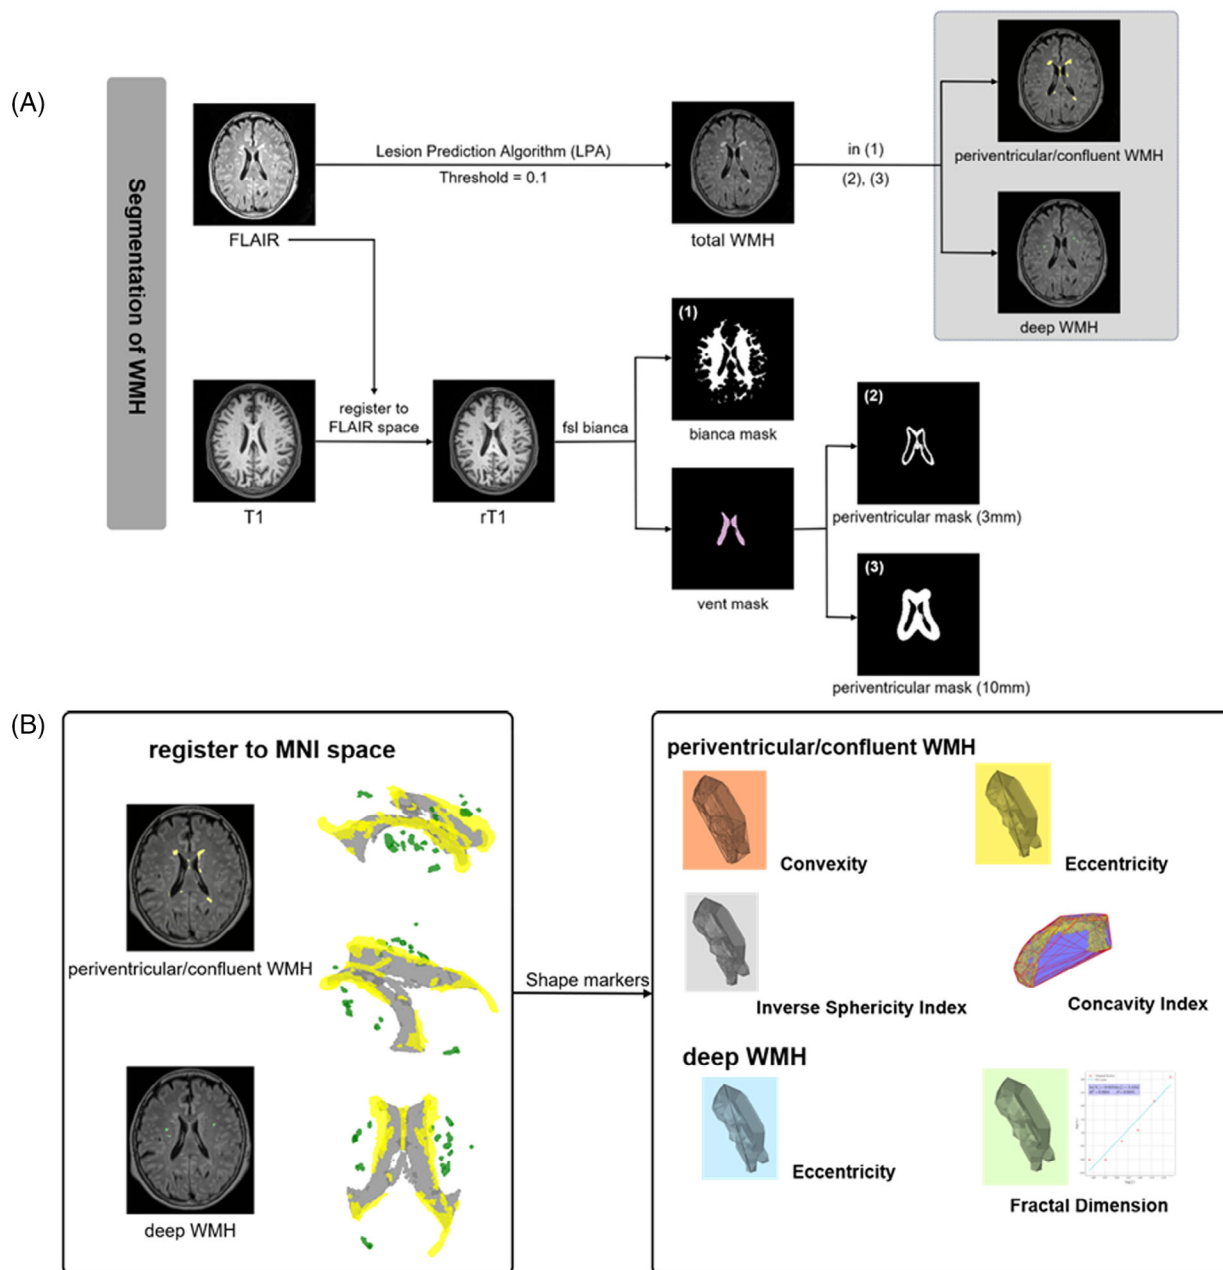 (A)
Segmentation of WMH
FLAIR
Lesion Prediction Algorithm (LPA)
Threshold = 0.1
total WMH
in (1)
(2), (3)
periventricular/confluent WMH
deep WMH
T1
register to
FLAIR space
rT1
fsl bianca
(1)
bianca mask
vent mask
(2)
periventricular mask (3mm)
(3)
periventricular mask (10mm)
(B)
register to MNI space
periventricular/confluent WMH
deep WMH
Shape markers
periventricular/confluent WMH
Convexity
Eccentricity
Inverse Sphericity Index
Concavity Index
deep WMH
Eccentricity
Fractal Dimension